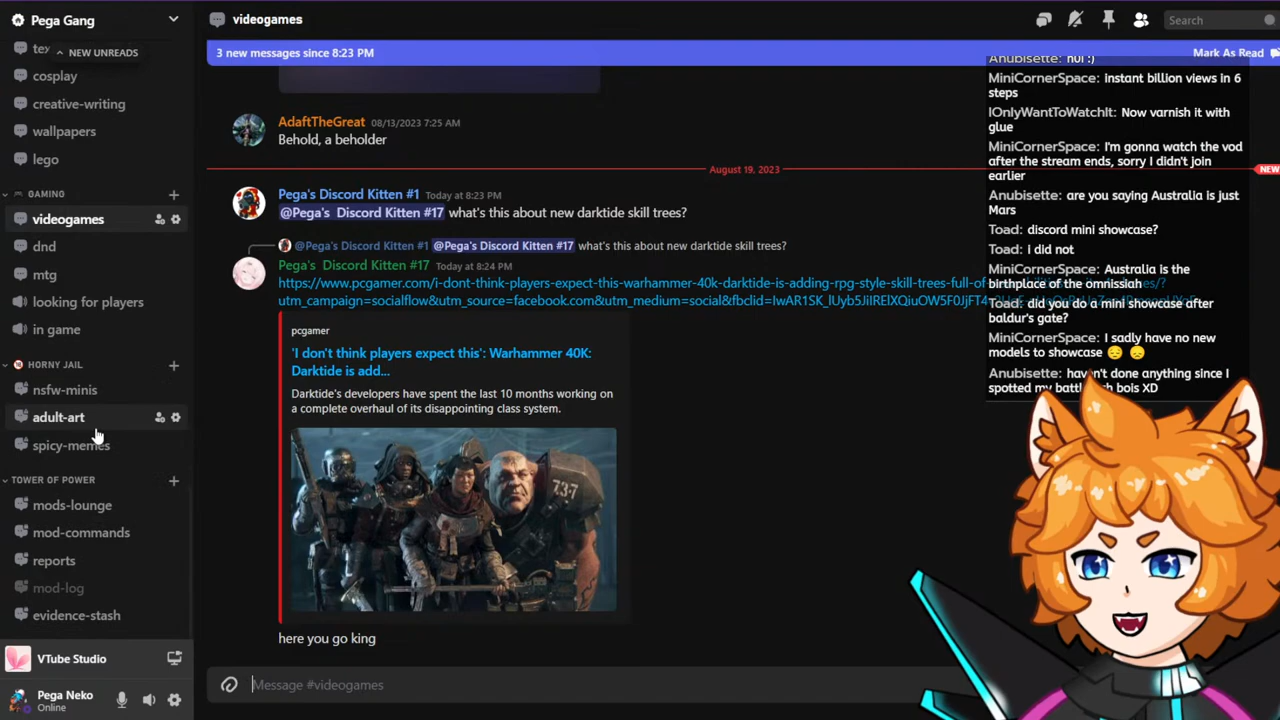 Pega Gang
NEW UNREADS
cosplay
creative-writing
wallpapers
lego
GAMING
videogames
dnd
mtg
looking for players
in game
HORNY JAIL
nsfw-minis
adult-art
spicy-memes
TOWER OF POWER
mods-lounge
mod-commands
reports
mod-log
evidence-stash
VTube Studio
Pega Neko
Online
videogames
Search
3 new messages since 8:23 PM
Mark As Read
AdaftTheGreat 08/13/2023 7:25 AM
Behold, a beholder
August 19, 2023
NEW
Pega's Discord Kitten #1 Today at 8:23 PM
@Pega's Discord Kitten #17 what's this about new darktide skill trees?
@Pega's Discord Kitten #1 @Pega's Discord Kitten #17 what's this about new darktide skill trees?
Pega's Discord Kitten #17 Today at 8:24 PM
https://www.pcgamer.com/i-dont-think-players-expect-this-warhammer-40k-darktide-is-adding-rpg-style-skill-trees-full-of
pcgamer
'I don't think players expect this': Warhammer 40K:
Darktide is add...
Darktide's developers have spent the last 10 months working on
a complete overhaul of its disappointing class system.
737
here you go king
Message #videogames
Anubisette: hoi :)
MiniCornerSpace: instant billion views in 6
steps
IOnlyWantToWatchIt: Now varnish it with
glue
MiniCornerSpace: I'm gonna watch the vod
after the stream ends, sorry I didn't join
earlier
Anubisette: are you saying Australia is just
Mars
Toad: discord mini showcase?
Toad: i did not
MiniCornerSpace: Australia is the
birthplace of the omnissiah
Toad: did you do a mini showcase after
baldur's gate?
MiniCornerSpace: I sadly have no new
models to showcase 😔 😞
Anubisette: haven't done anything since I
spotted my bois XD